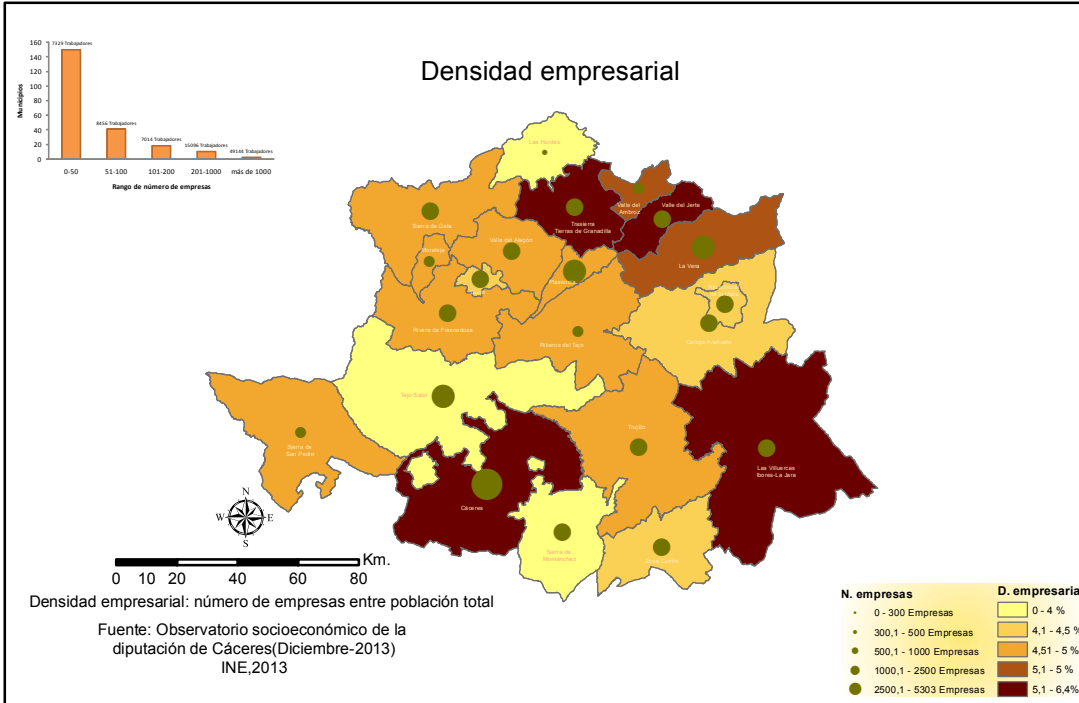 Densidad empresarial
160
140
120
100
80
60
40
20
0
Municipios
7329 Trabajadores
8456 Trabajadores
7014 Trabajadores
15096 Trabajadores
49144 Trabajadores
0-50
51-100
101-200
201-1000
más de 1000
Rango de número de empresas
Las Hurdes
Sierra de Gata
Trasierra
Tierras de Granadilla
Valle del
Ambroz
Valle del Jerte
Valle del Alagón
Moraleja
La Vera
Plasencia
Rivera de Fresnedosa
Riberos del Tajo
Campo Arañuelo
Tajo-Salor
Sierra de
San Pedro
Trujillo
Las Villuercas
Ibores-La Jara
Cáceres
Sierra de
Montánchez
Zona Centro
N
W
E
S
Km.
0 10 20 40 60 80
Densidad empresarial: número de empresas entre población total
Fuente: Observatorio socioeconómico de la
diputación de Cáceres(Diciembre-2013)
INE,2013
N. empresas
0 - 300 Empresas
300,1 - 500 Empresas
500,1 - 1000 Empresas
1000,1 - 2500 Empresas
2500,1 - 5303 Empresas
D. empresaria
0 - 4 %
4,1 - 4,5 %
4,51 - 5 %
5,1 - 5 %
5,1 - 6,4%